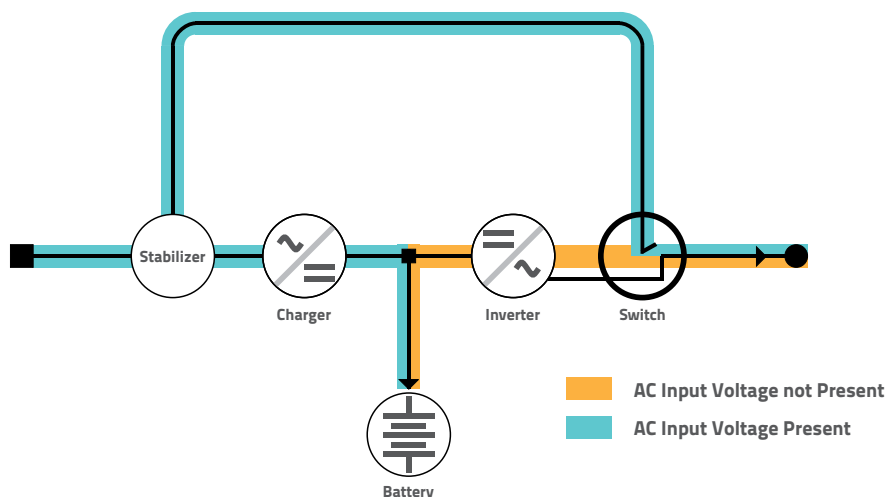 Stabilizer
Charger
Inverter
Switch
AC Input Voltage not Present
AC Input Voltage Present
Battery